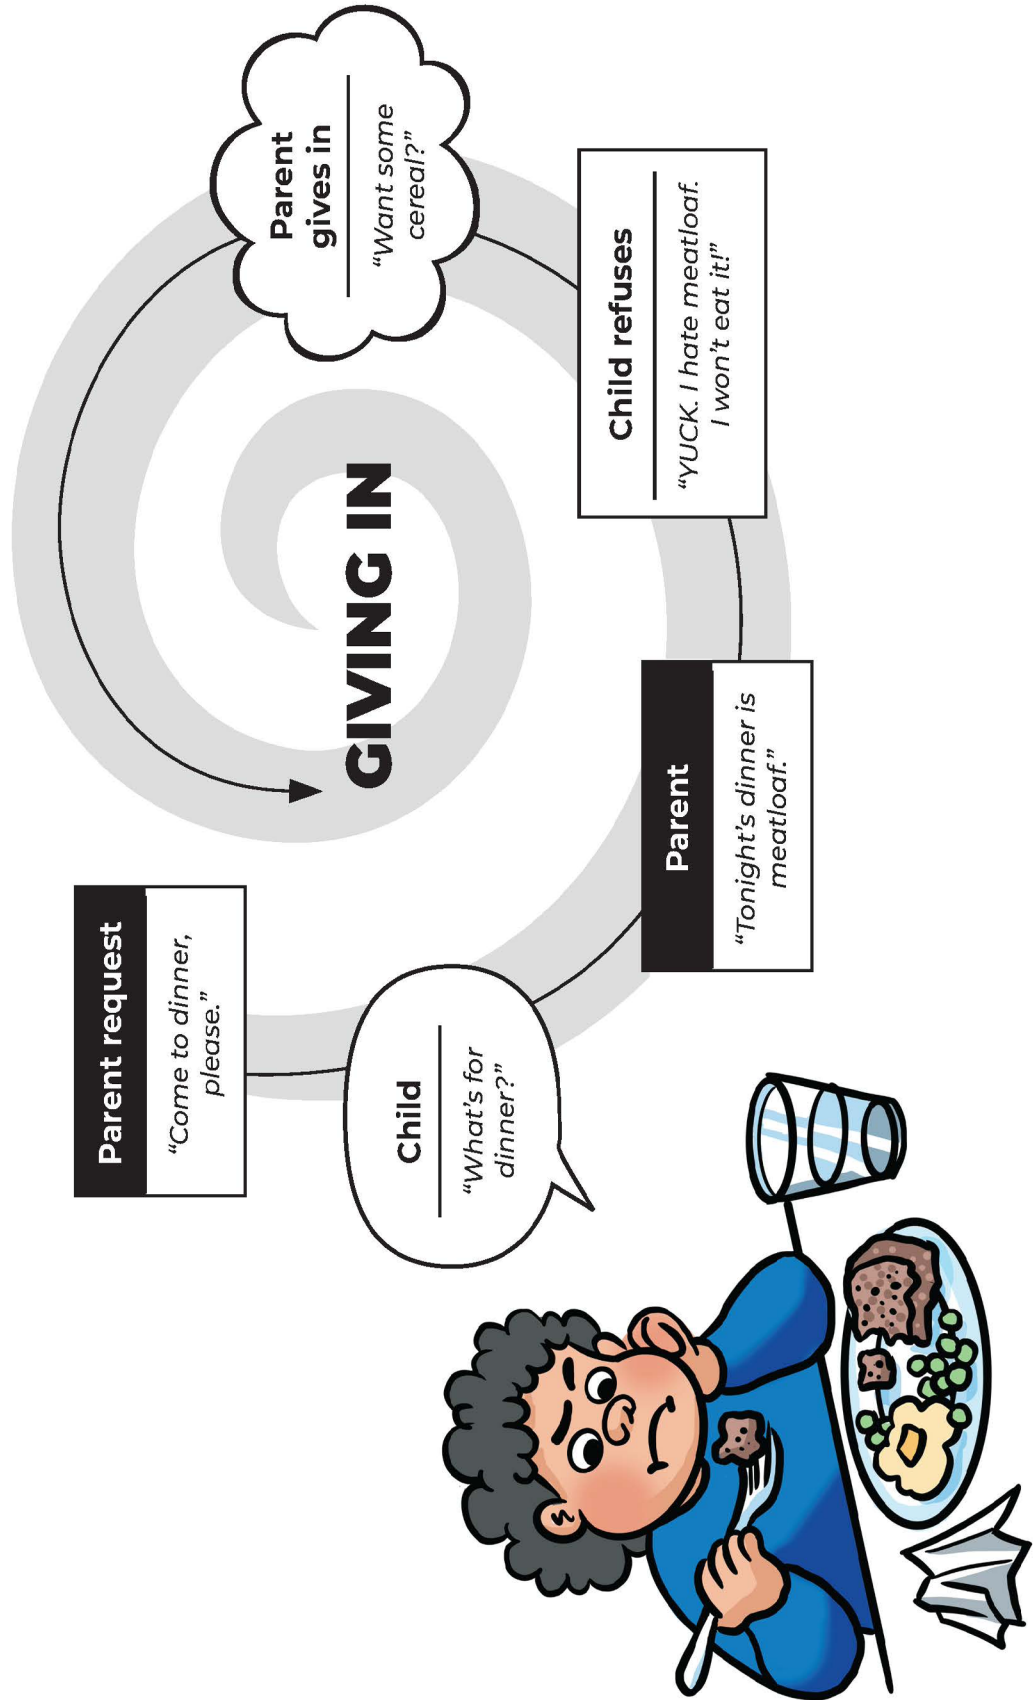 Parent request
“Come to dinner,
please.”
Child
“What’s for
dinner?”
Parent
“Tonight’s dinner is
meatloaf.”
Child refuses
“YUCK. I hate meatloaf.
I won’t eat it!”
Parent
gives in
“Want some
cereal?”
GIVING IN